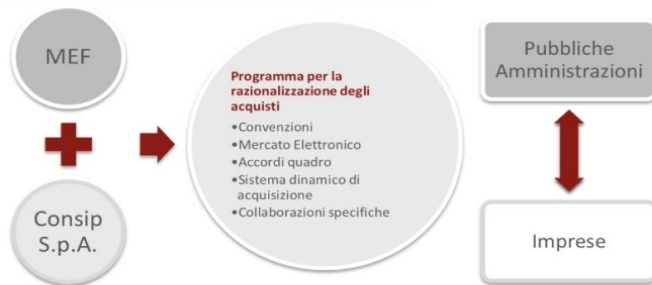 MEF
Consip
S.p.A.
Programma per la
razionalizzazione degli
acquisti
•Convenzioni
•Mercato Elettronico
•Accordi quadro
•Sistema dinamico di
acquisizione
•Collaborazioni specifiche
Pubbliche
Amministrazioni
Imprese